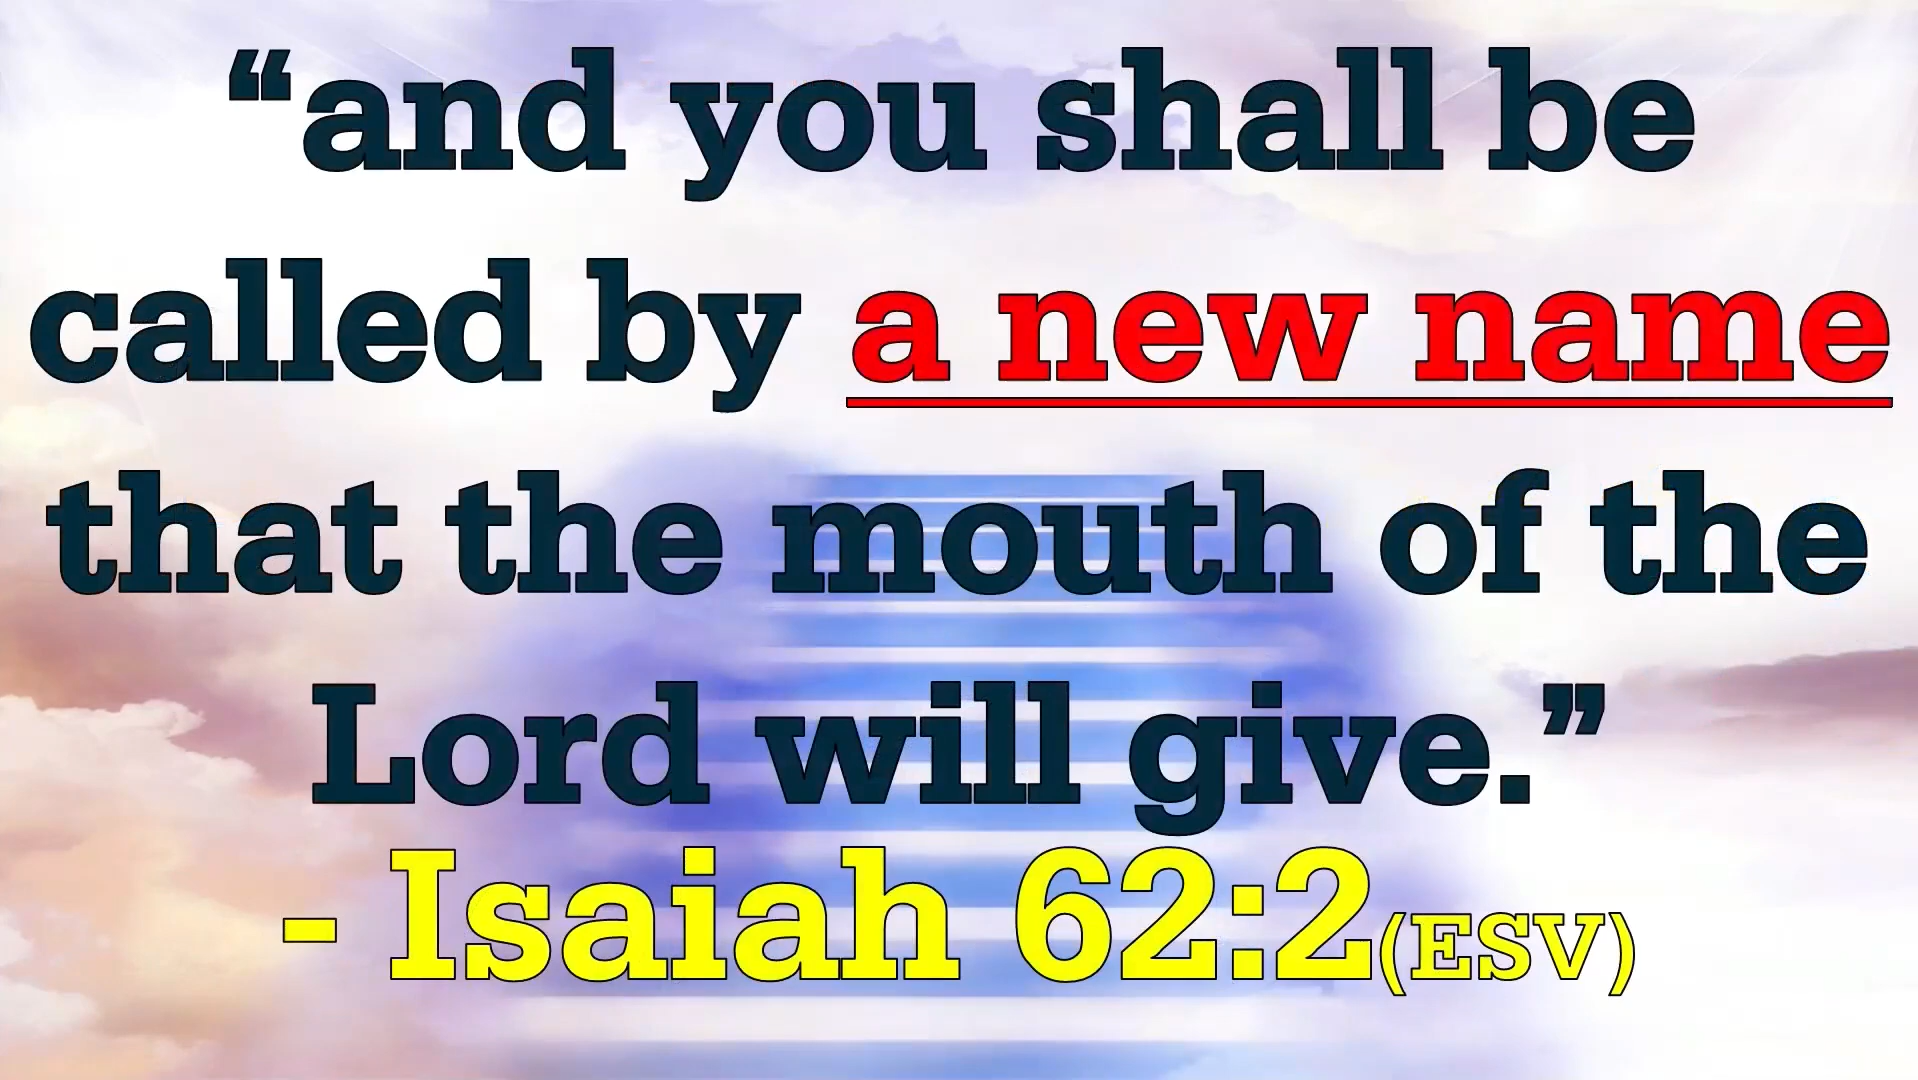 “and you shall be
called by a new name
that the mouth of the
Lord will give.”
- Isaiah 62:2(ESV)